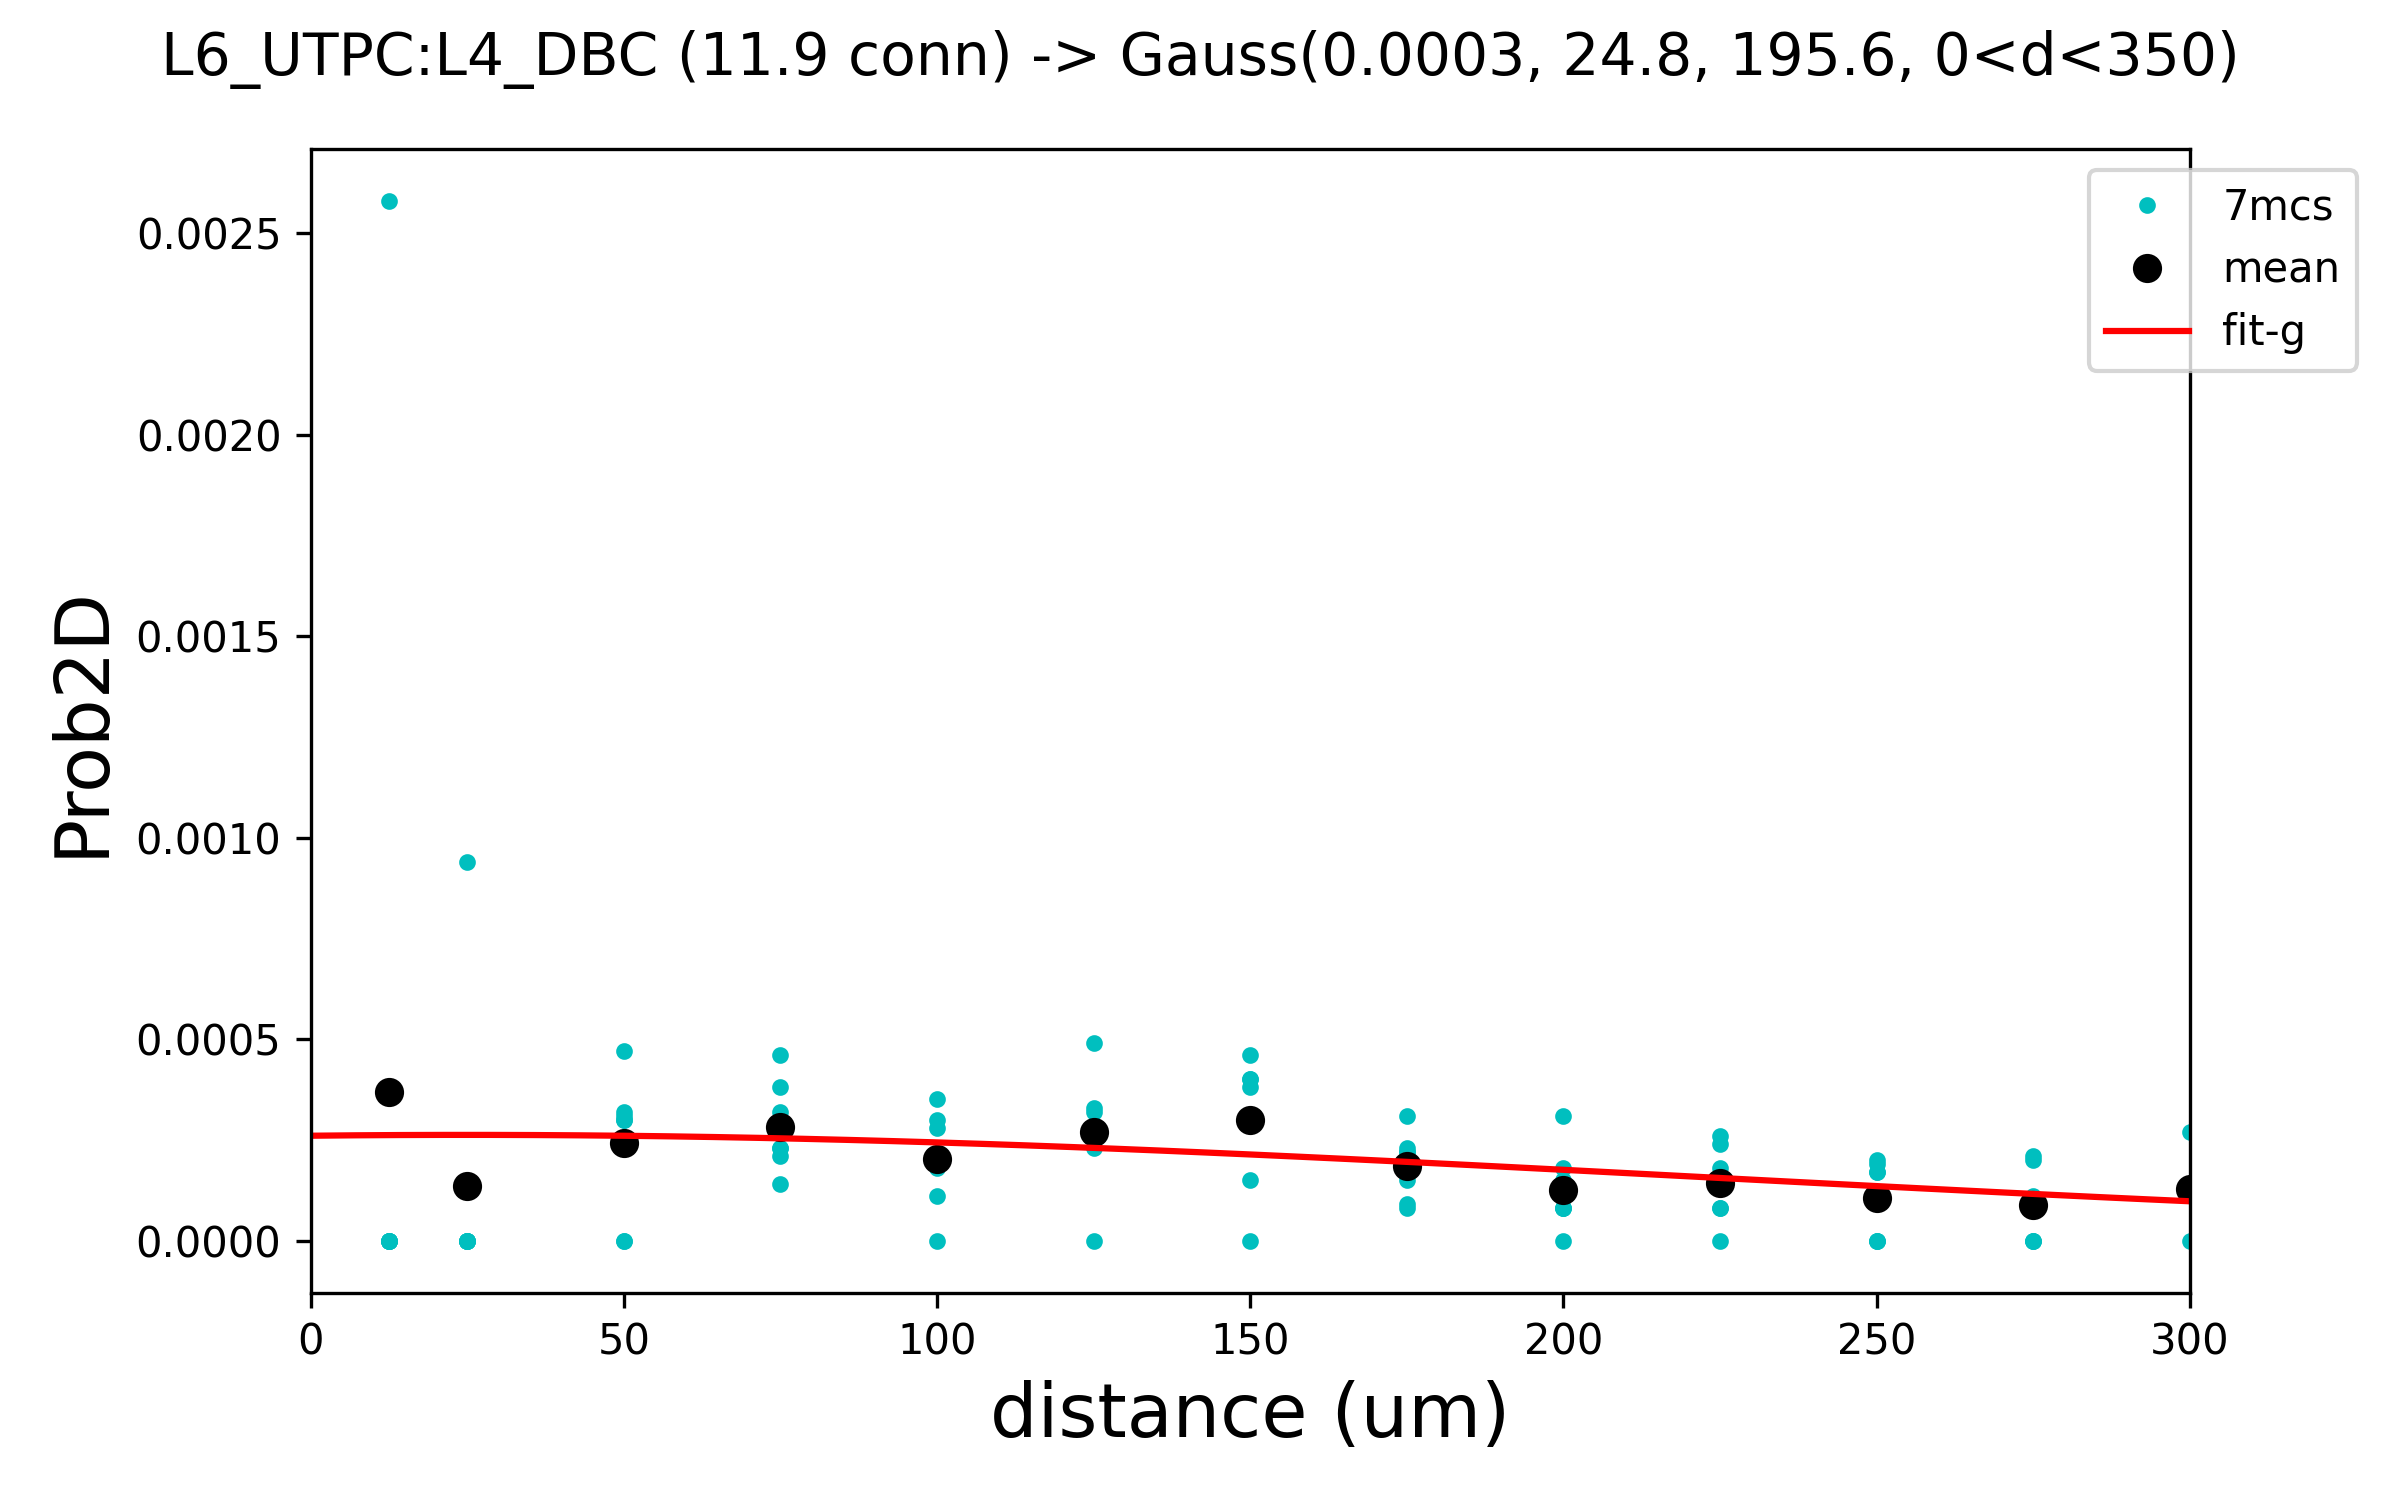 L6_UTPC:L4_DBC (11.9 conn) -> Gauss(0.0003, 24.8, 195.6, 0<d<350)
7mcs
mean
fit-g
Prob2D
0.0025
0.0020
0.0015
0.0010
0.0005
0.0000
0 50 100 150 200 250 300
distance (um)